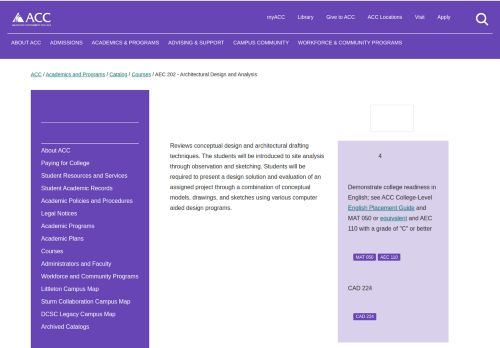 ACC
myACC Library Give to ACC ACC Locations Visit Apply
ABOUT ACC ADMISSIONS ACADEMICS & PROGRAMS ADVISING & SUPPORT CAMPUS COMMUNITY WORKFORCE & COMMUNITY PROGRAMS
ACC / Academics and Programs / Catalog / Courses / AEC 202 - Architectural Design and Analysis
About ACC
Paying for College
Student Resources and Services
Student Academic Records
Academic Policies and Procedures
Legal Notices
Academic Programs
Academic Plans
Courses
Administrators and Faculty
Workforce and Community Programs
Littleton Campus Map
Sturm Collaboration Campus Map
DCSC Legacy Campus Map
Archived Catalogs
Reviews conceptual design and architectural drafting
techniques. The students will be introduced to site analysis
through observation and sketching. Students will be
required to present a design solution and evaluation of an
assigned project through a combination of conceptual
models, drawings, and sketches using various computer
aided design programs.
4
Demonstrate college readiness in
English; see ACC College-Level
English Placement Guide and
MAT 050 or equivalent and AEC
110 with a grade of "C" or better
MAT 050 AEC 110
CAD 224
CAD 224